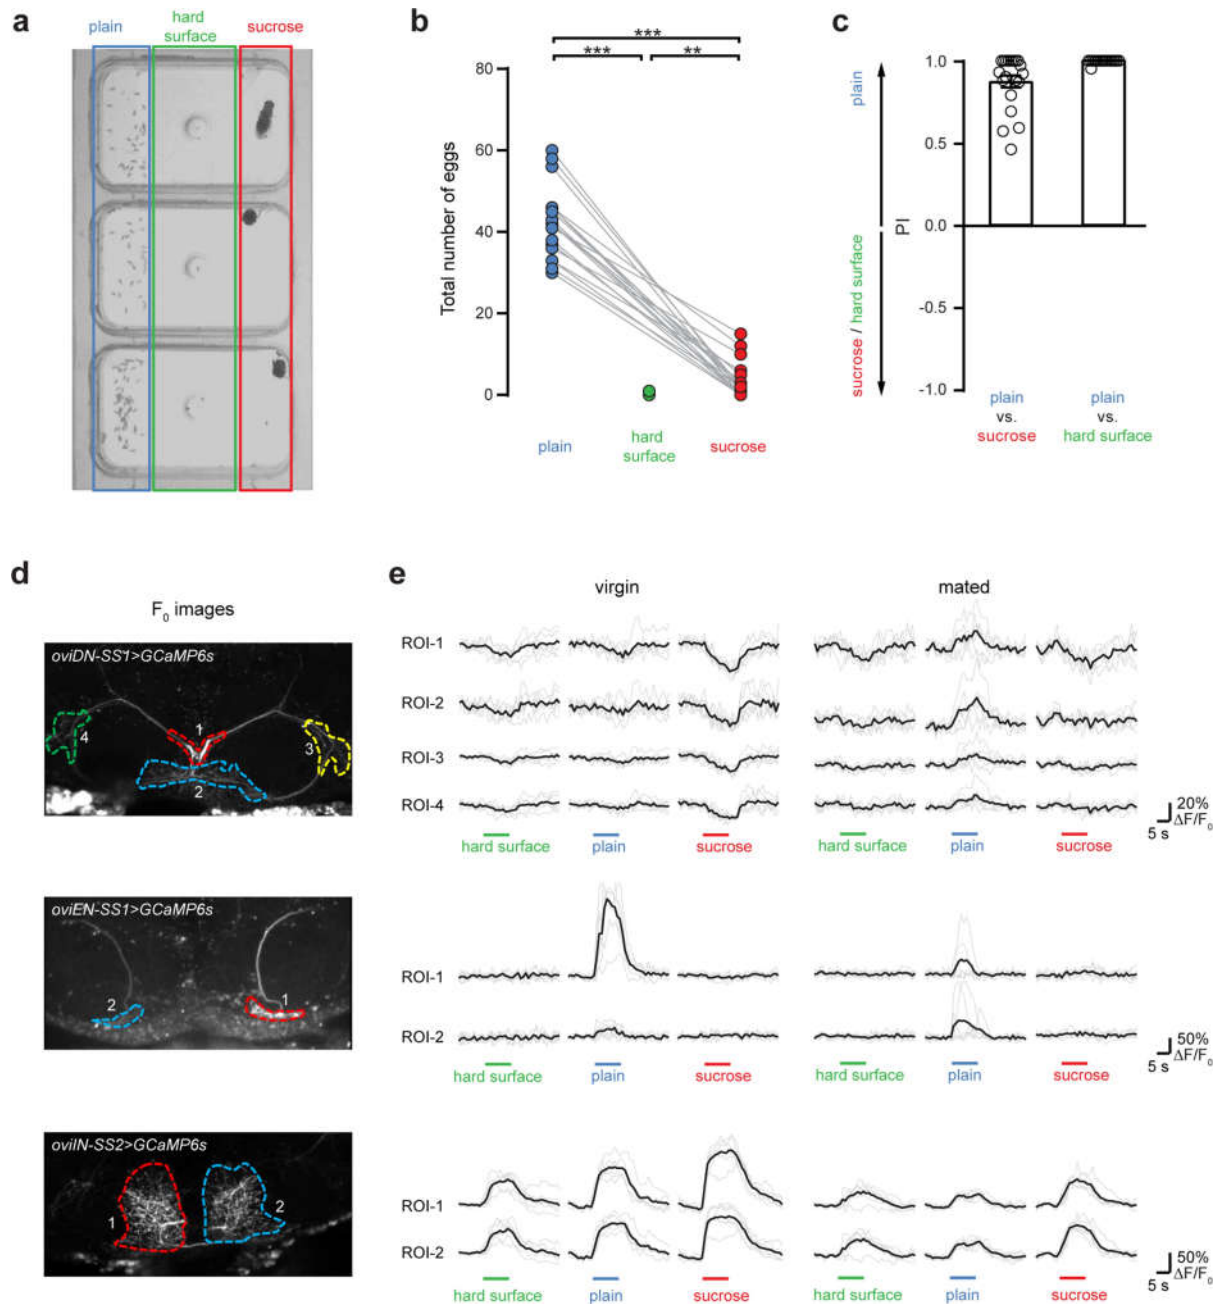 a
plain
hard
surface
sucrose
b
***
***
**
80
60
40
20
0
Total number of eggs
plain
hard
surface
sucrose
c
plain
sucrose / hard surface
PI
1.0
0.5
0.0
-0.5
-1.0
plain
vs.
sucrose
plain
vs.
hard surface
d
F0 images
oviDN-SS1>GCaMP6s
1
2
3
4
oviEN-SS1>GCaMP6s
1
2
oviIN-SS2>GCaMP6s
1
2
e
virgin
mated
ROI-1
ROI-2
ROI-3
ROI-4
hard surface
plain
sucrose
hard surface
plain
sucrose
20%
ΔF/F0
5 s
ROI-1
ROI-2
hard surface
plain
sucrose
hard surface
plain
sucrose
50%
ΔF/F0
5 s
ROI-1
ROI-2
hard surface
plain
sucrose
hard surface
plain
sucrose
50%
ΔF/F0
5 s